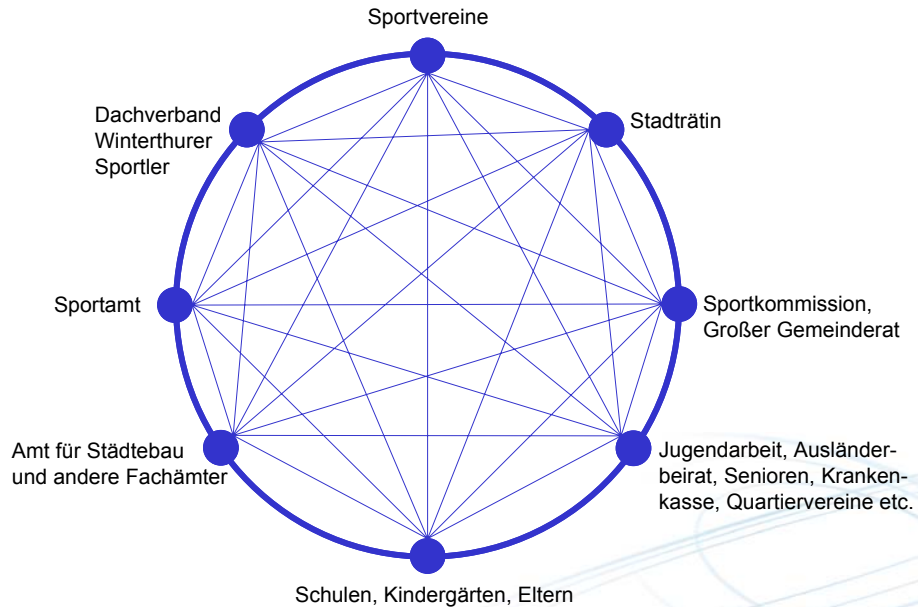 Sportvereine
Dachverband
Winterthurer
Sportler
Stadträtin
Sportamt
Sportkommission,
Großer Gemeinderat
Amt für Städtebau
und andere Fachämter
Jugendarbeit, Ausländer-
beirat, Senioren, Kranken-
kasse, Quartiervereine etc.
Schulen, Kindergärten, Eltern